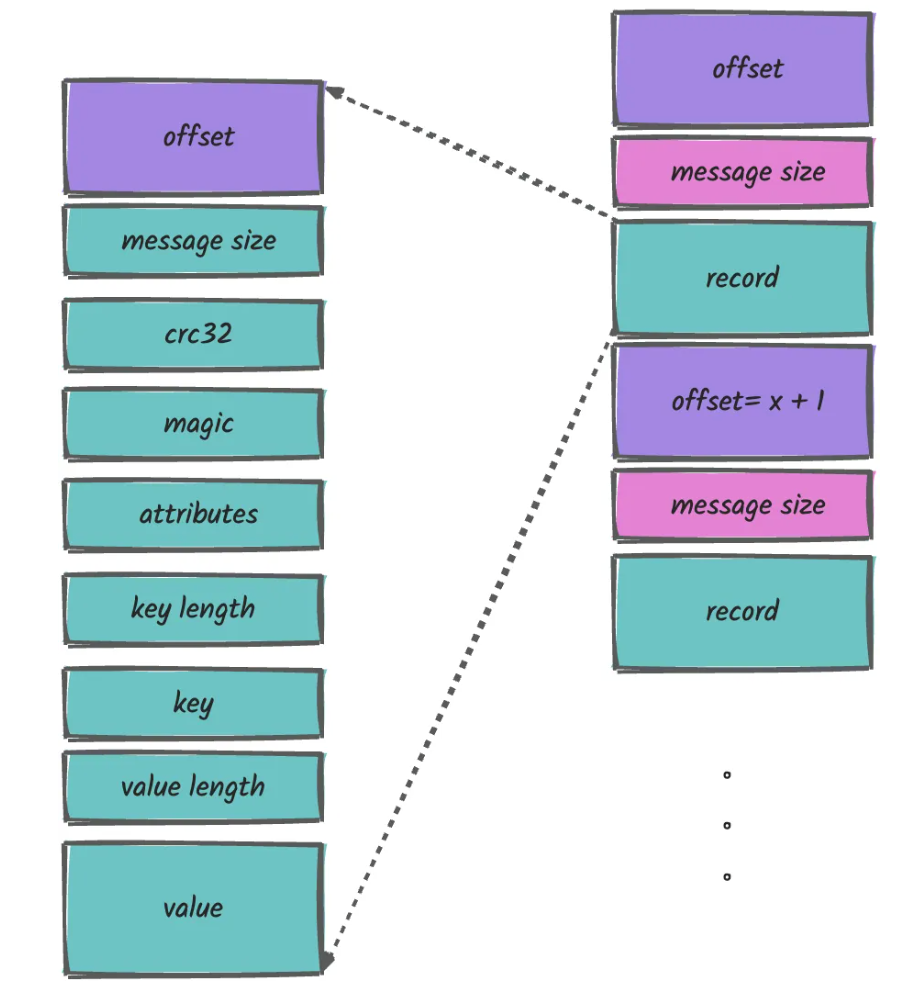 offset
message size
crc32
magic
attributes
key length
key
value length
value
offset
message size
record
offset= x + 1
message size
record